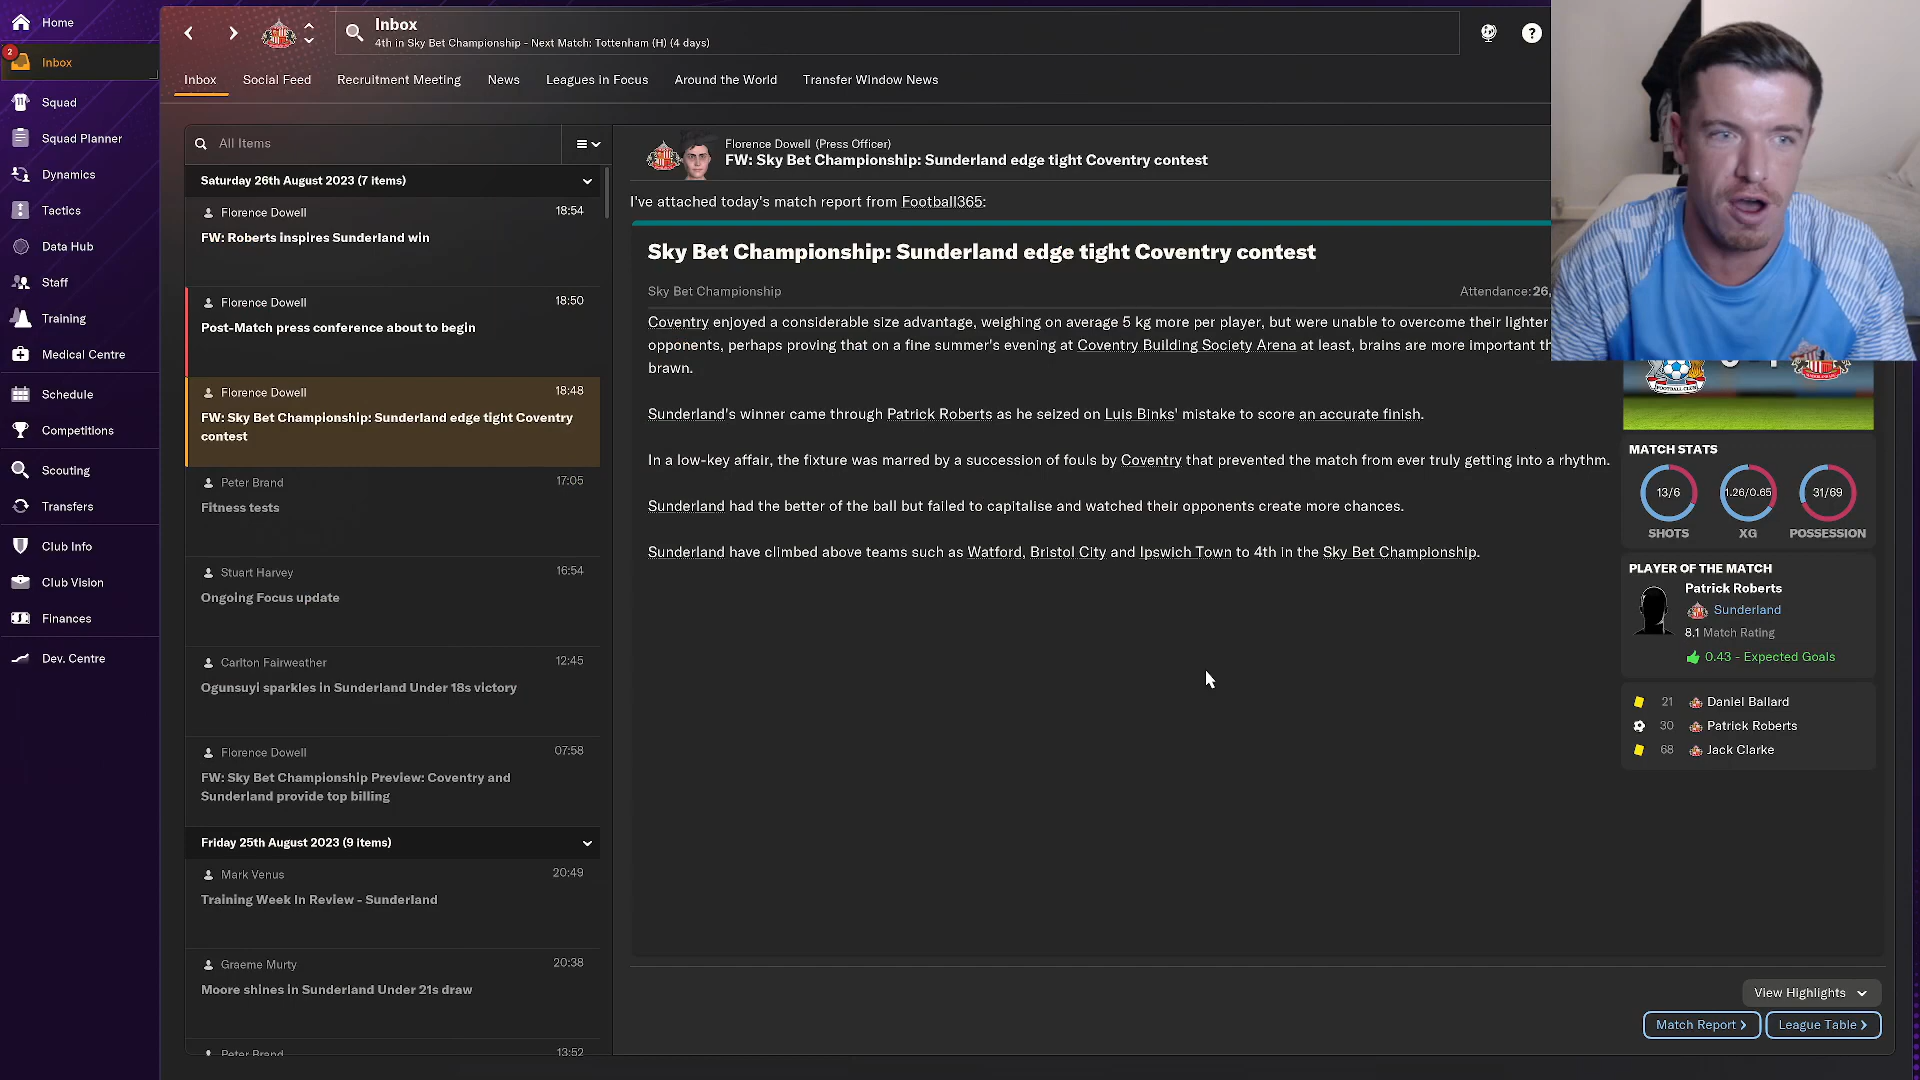 Home
2
Inbox
Squad
Squad Planner
Dynamics
Tactics
Data Hub
Staff
Training
Medical Centre
Schedule
Competitions
Scouting
Transfers
Club Info
Club Vision
Finances
Dev. Centre
Inbox
4th in Sky Bet Championship - Next Match: Tottenham (H) (4 days)
?
Inbox Social Feed Recruitment Meeting News Leagues in Focus Around the World Transfer Window News
All Items
Saturday 26th August 2023 (7 items)
Florence Dowell 18:54
FW: Roberts inspires Sunderland win
Florence Dowell 18:50
Post-Match press conference about to begin
Florence Dowell 18:48
FW: Sky Bet Championship: Sunderland edge tight Coventry
contest
Peter Brand 17:05
Fitness tests
Stuart Harvey 16:54
Ongoing Focus update
Carlton Fairweather 12:45
Ogunsuyi sparkles in Sunderland Under 18s victory
Florence Dowell 07:58
FW: Sky Bet Championship Preview: Coventry and
Sunderland provide top billing
Friday 25th August 2023 (9 items)
Mark Venus 20:49
Training Week In Review - Sunderland
Graeme Murty 20:38
Moore shines in Sunderland Under 21s draw
Peter Brand 13:52
Florence Dowell (Press Officer)
FW: Sky Bet Championship: Sunderland edge tight Coventry contest
I've attached today's match report from Football365:
Sky Bet Championship: Sunderland edge tight Coventry contest
Sky Bet Championship Attendance: 26,
Coventry enjoyed a considerable size advantage, weighing on average 5 kg more per player, but were unable to overcome their lighter
opponents, perhaps proving that on a fine summer's evening at Coventry Building Society Arena at least, brains are more important th
brawn.
Sunderland's winner came through Patrick Roberts as he seized on Luis Binks' mistake to score an accurate finish.
In a low-key affair, the fixture was marred by a succession of fouls by Coventry that prevented the match from ever truly getting into a rhythm.
Sunderland had the better of the ball but failed to capitalise and watched their opponents create more chances.
Sunderland have climbed above teams such as Watford, Bristol City and Ipswich Town to 4th in the Sky Bet Championship.
FOOTBALL CLUB
MATCH STATS
13/6 1.26/0.65 31/69
SHOTS XG POSSESSION
PLAYER OF THE MATCH
Patrick Roberts
Sunderland
8.1 Match Rating
0.43 - Expected Goals
21 Daniel Ballard
30 Patrick Roberts
68 Jack Clarke
View Highlights
Match Report
League Table